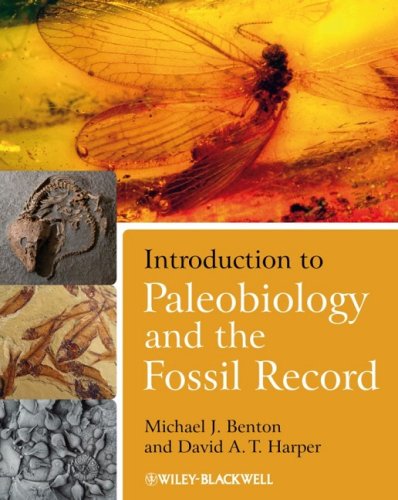 Introduction to
Paleobiology
and the
Fossil Record
Michael J. Benton
and David A. T. Harper
WILEY-BLACKWELL